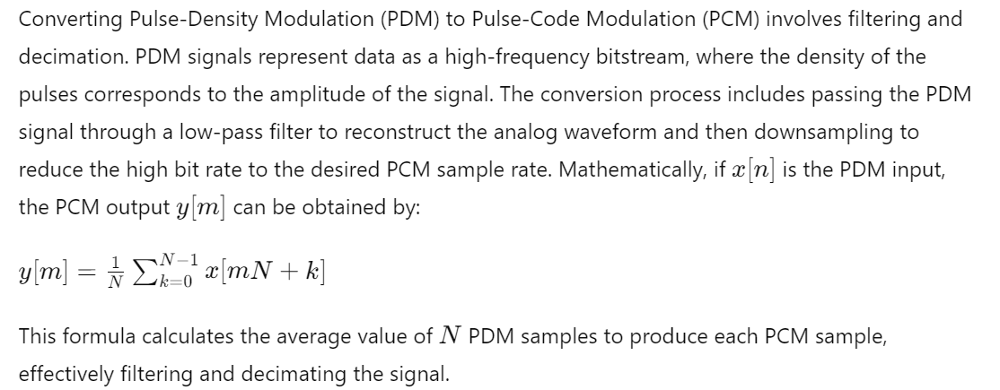 Converting Pulse-Density Modulation (PDM) to Pulse-Code Modulation (PCM) involves filtering and
decimation. PDM signals represent data as a high-frequency bitstream, where the density of the
pulses corresponds to the amplitude of the signal. The conversion process includes passing the PDM
signal through a low-pass filter to reconstruct the analog waveform and then downsampling to
reduce the high bit rate to the desired PCM sample rate. Mathematically, if x[n] is the PDM input,
the PCM output y[m] can be obtained by:
y[m] = \frac{1}{N} \sum_{k=0}^{N-1} x[mN + k]
This formula calculates the average value of N PDM samples to produce each PCM sample,
effectively filtering and decimating the signal.